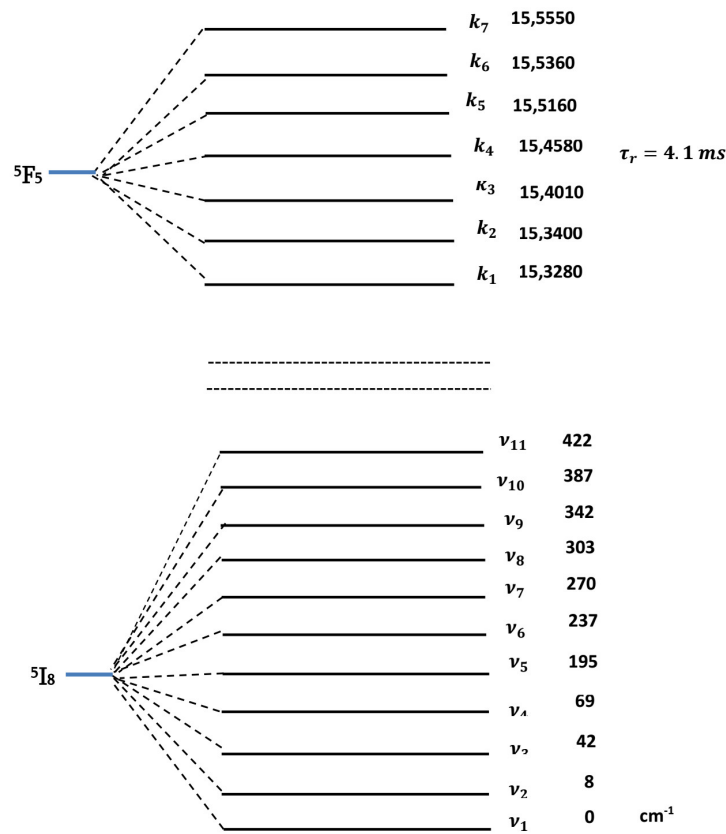 k₇ 15,5550
k₆ 15,5360
k₅ 15,5160
k₄ 15,4580 τᵣ = 4.1 ms
⁵F₅
κ₃ 15,4010
k₂ 15,3400
k₁ 15,3280
ν₁₁ 422
ν₁₀ 387
ν₉ 342
ν₈ 303
ν₇ 270
ν₆ 237
⁵I₈
ν₅ 195
ν₄ 69
ν₃ 42
ν₂ 8
ν₁ 0 cm⁻¹